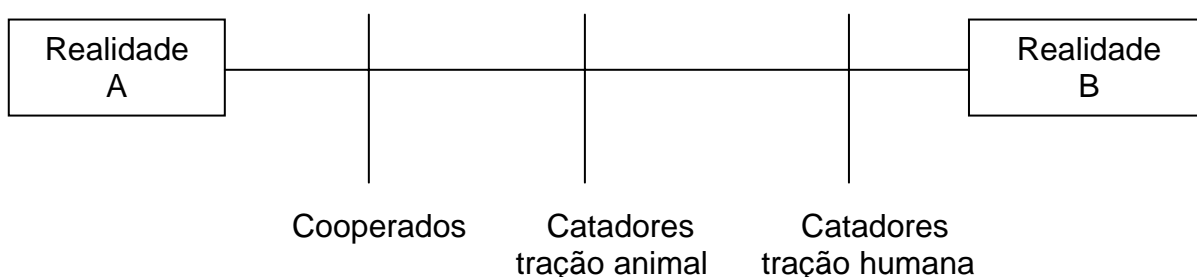 Realidade
A
Realidade
B
Cooperados
Catadores
tração animal
Catadores
tração humana